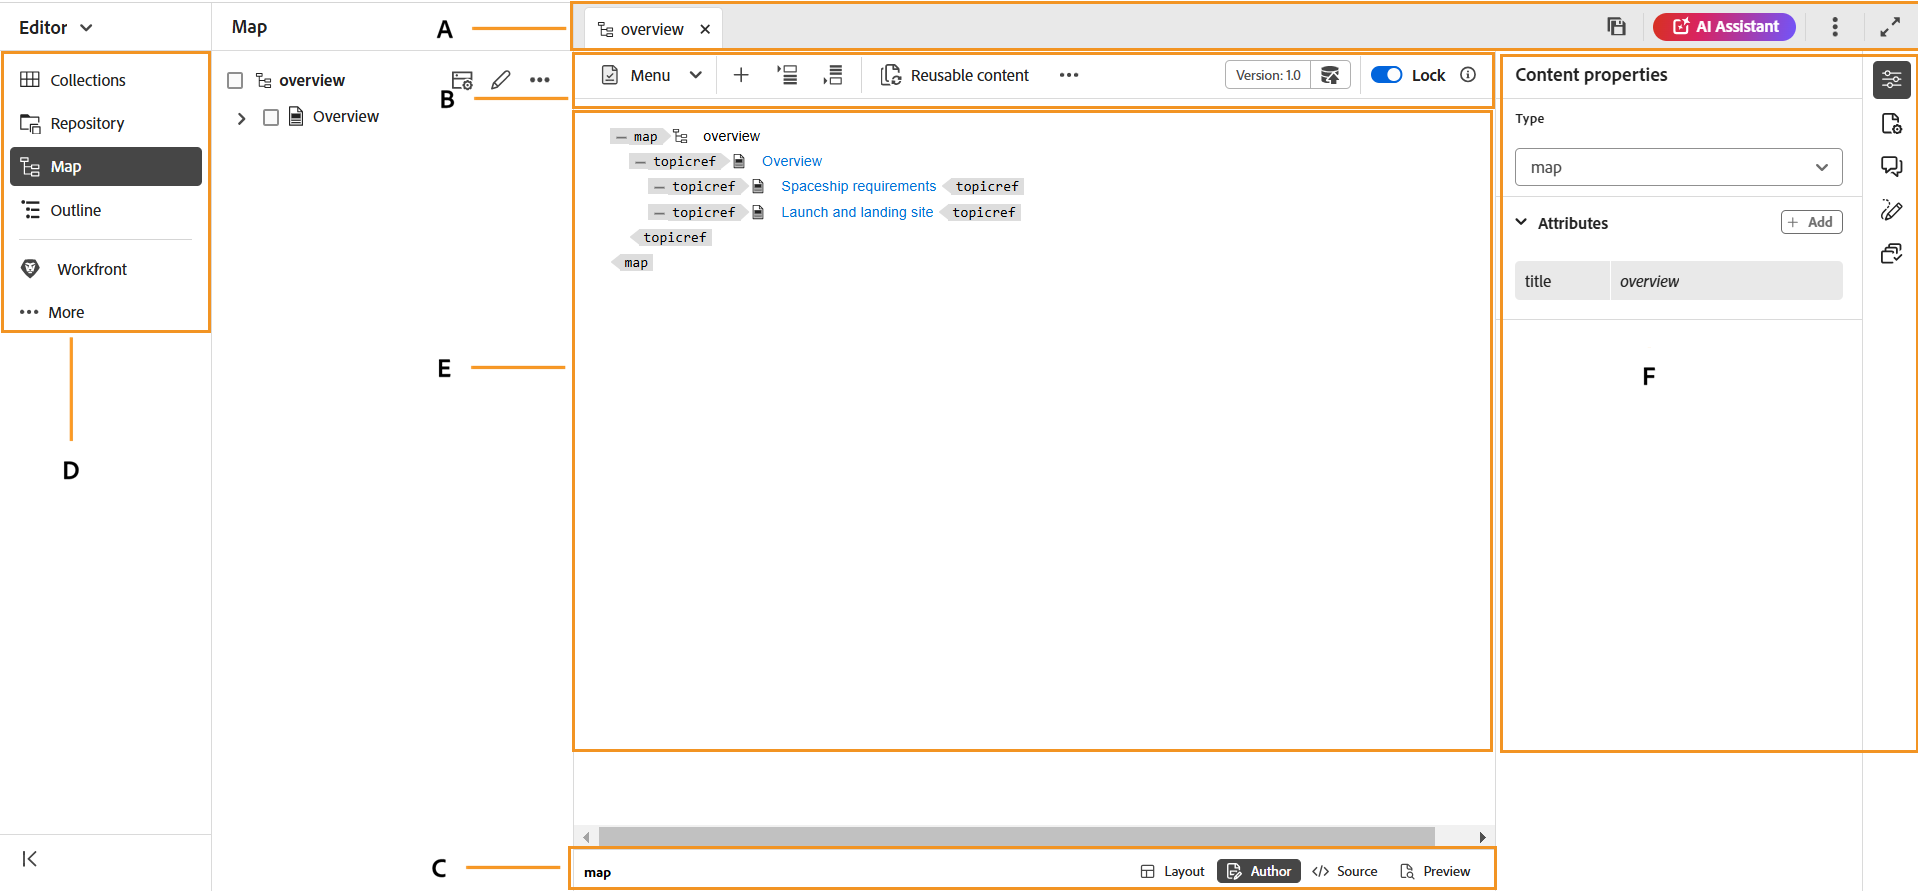 Editor
Collections
Repository
Map
Outline
Workfront
More
D
Map
overview
Overview
A
B
E
C
overview
AI Assistant
Menu
Reusable content
Version: 1.0
Lock
map overview
topicref Overview
topicref Spaceship requirements topicref
topicref Launch and landing site topicref
topicref
map
map
Layout
Author
Source
Preview
Content properties
Type
map
Attributes
Add
title overview
F